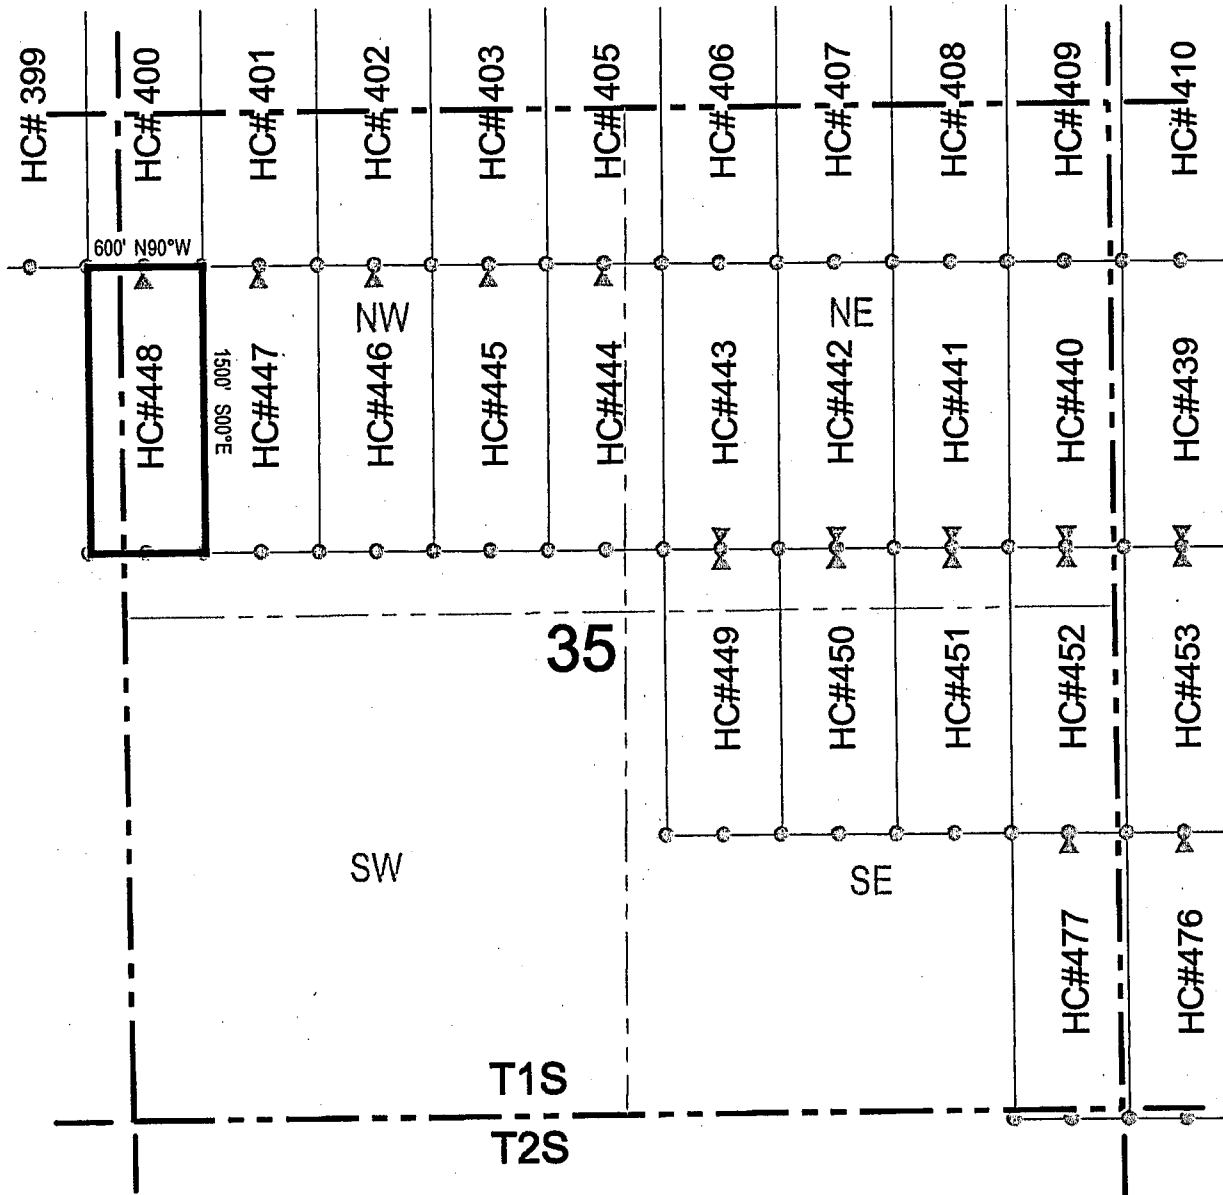 HC# 399
HC# 400
HC# 401
HC# 402
HC# 403
HC# 405
HC# 406
HC# 407
HC# 408
HC# 409
HC# 410
600' N90°W
NW
NE
HC#448
1500' S00°E
HC#447
HC#446
HC#445
HC#444
HC#443
HC#442
HC#441
HC#440
HC#439
35
HC#449
HC#450
HC#451
HC#452
HC#453
SW
SE
HC#477
HC#476
T1S
T2S